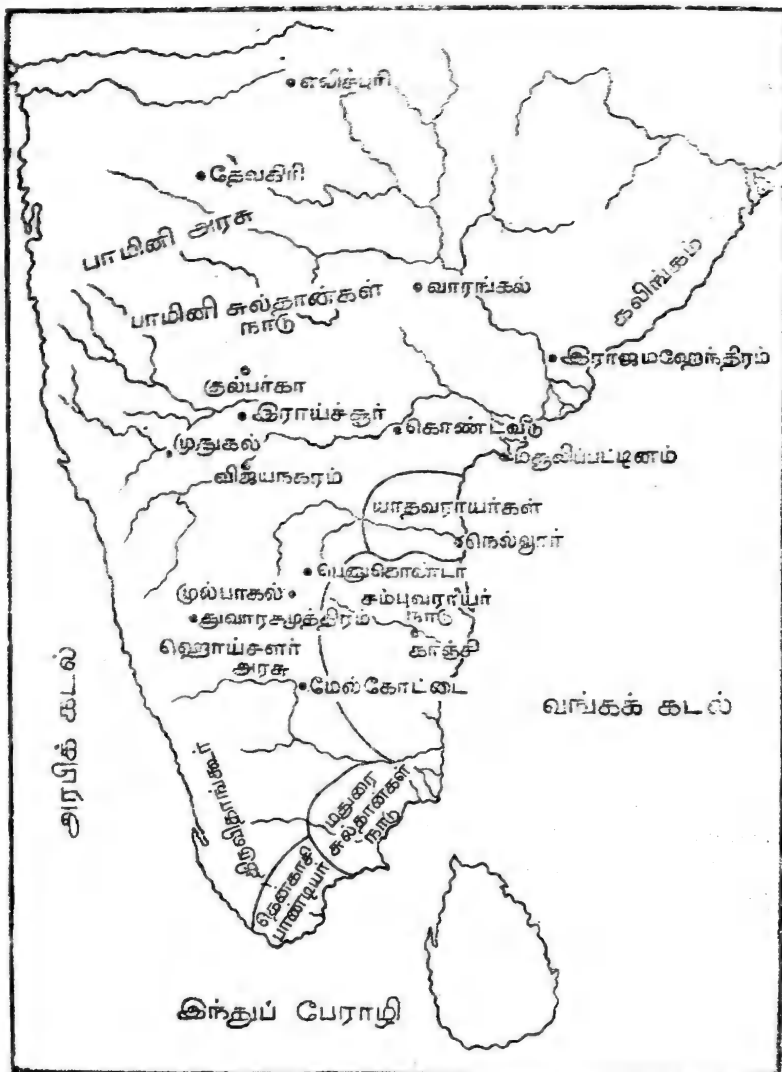 எலிச்புரி
தேவகிரி
பாமினி அரசு
பாமினி சுல்தான்கள்
நாடு
வாரங்கல்
கலிங்கம்
இராஜமஹேந்திரம்
குல்பர்கா
இராய்ச்சூர்
கொண்டவீடு
முதுகல்
மசூலிப்பட்டினம்
விஜயநகரம்
யாதவராயர்கள்
நெல்லூர்
பெனுகொண்டா
முல்பாகல்
சம்புவராயர்
நாடு
துவாரசமுத்திரம்
காஞ்சி
ஹொய்சளர்
அரசு
மேல்கோட்டை
அரபிக் கடல்
வங்கக் கடல்
திருவிதாங்கூர்
மதுரை
சுல்தான்கள்
நாடு
தென்காசி
பாண்டியர்
இந்துப் பேராழி